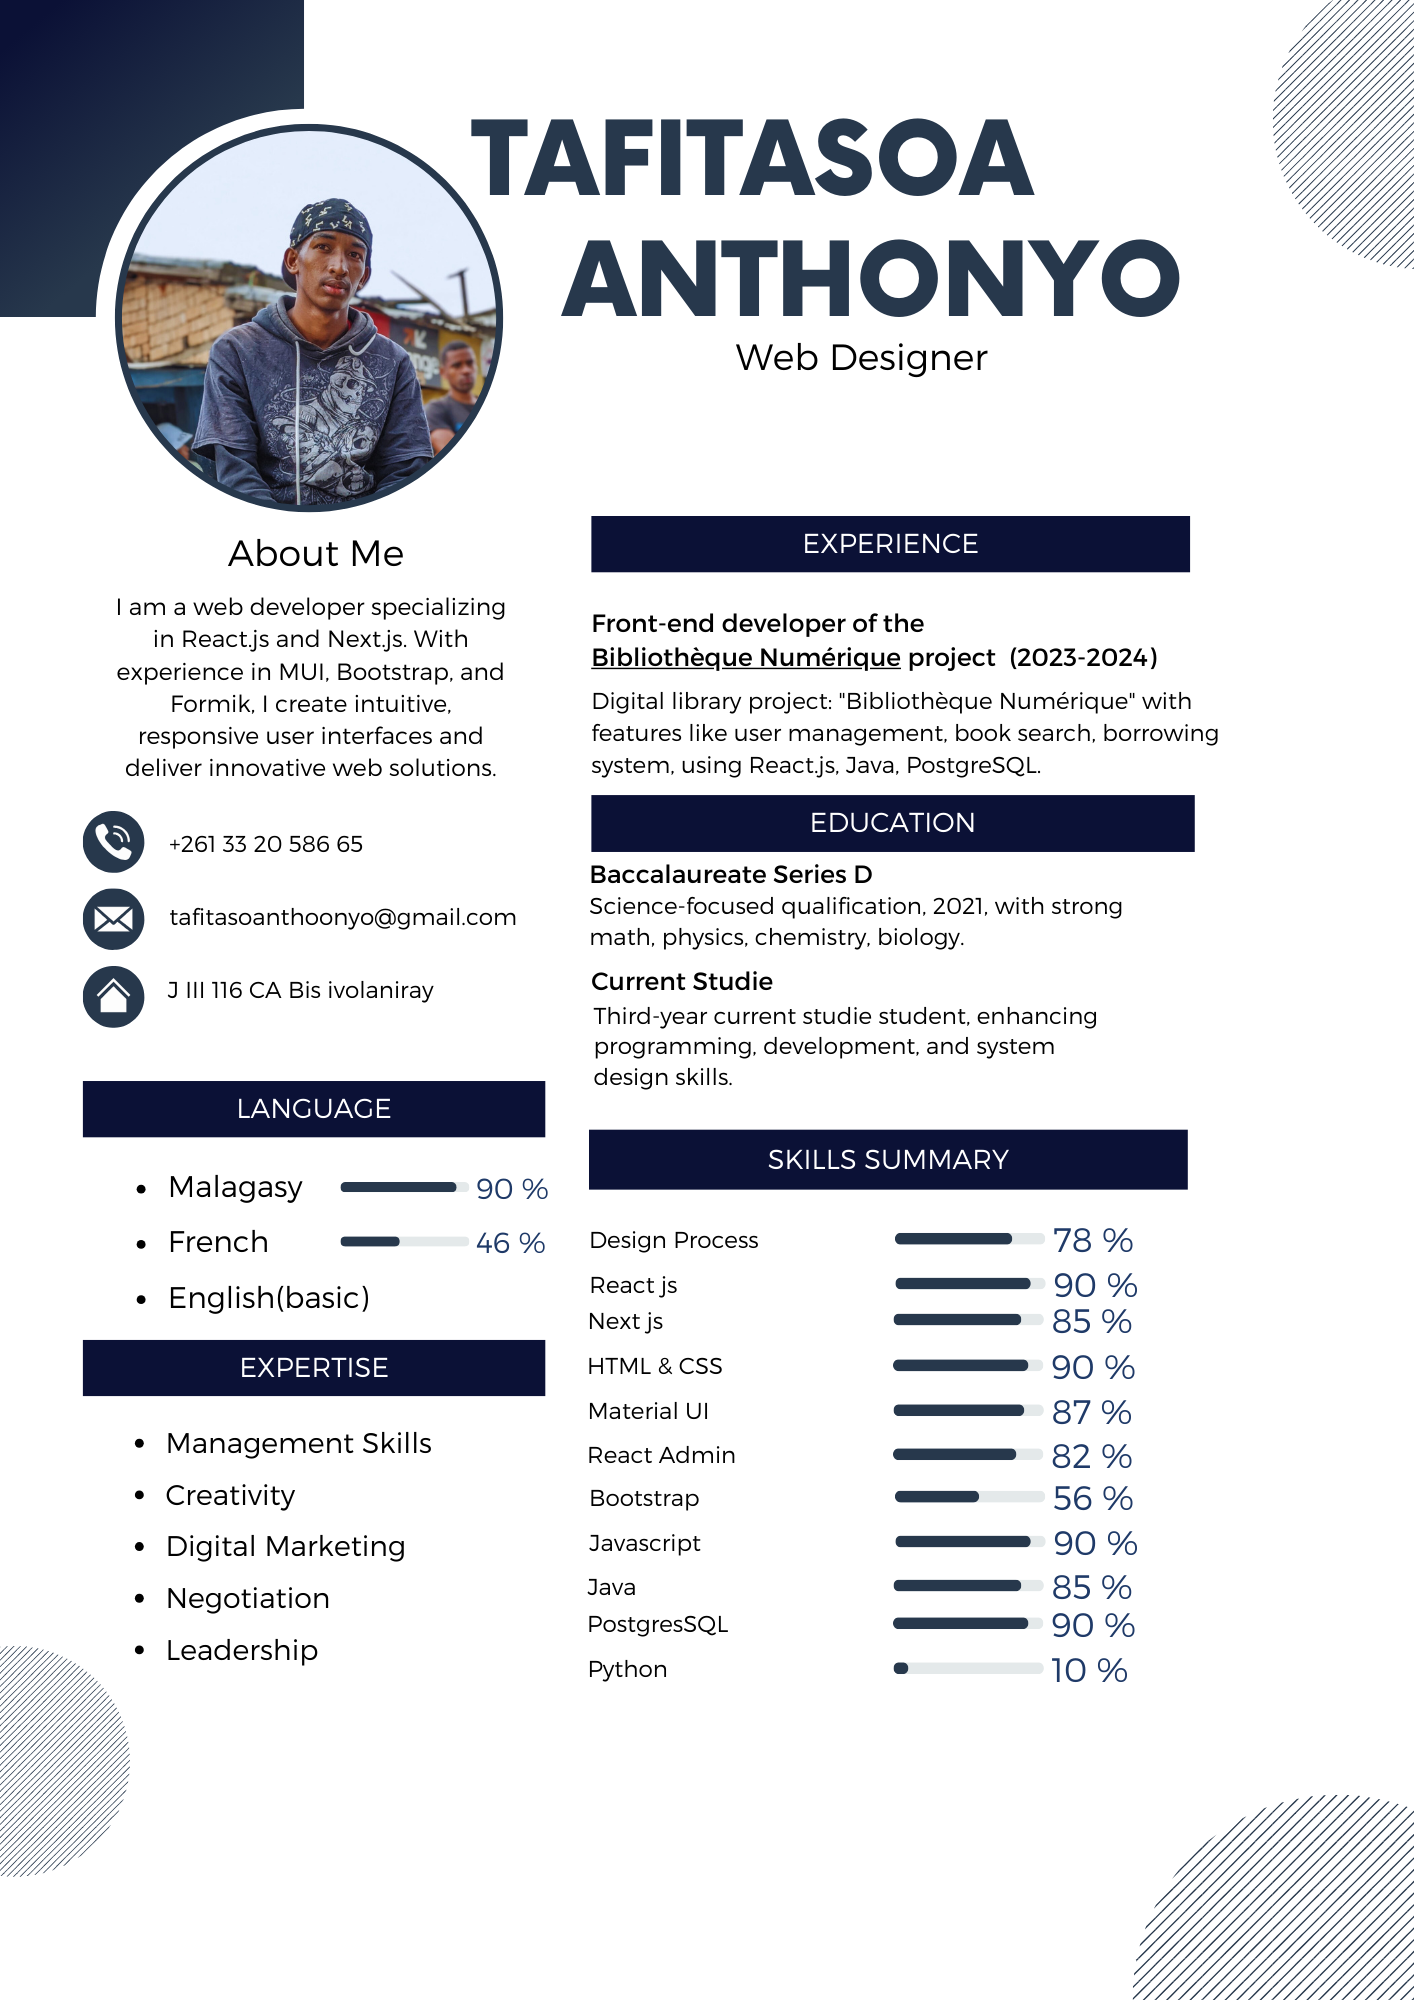 TAFITASOA
ANTHONYO
Web Designer
About Me
I am a web developer specializing
in React.js and Next.js. With
experience in MUI, Bootstrap, and
Formik, I create intuitive,
responsive user interfaces and
deliver innovative web solutions.
+261 33 20 586 65
tafitasoanthoonyo@gmail.com
J III 116 CA Bis ivolaniray
LANGUAGE
Malagasy 90 %
French 46 %
English(basic)
EXPERTISE
Management Skills
Creativity
Digital Marketing
Negotiation
Leadership
EXPERIENCE
Front-end developer of the
Bibliothèque Numérique project (2023-2024)
Digital library project: "Bibliothèque Numérique" with
features like user management, book search, borrowing
system, using React.js, Java, PostgreSQL.
EDUCATION
Baccalaureate Series D
Science-focused qualification, 2021, with strong
math, physics, chemistry, biology.
Current Studie
Third-year current studie student, enhancing
programming, development, and system
design skills.
SKILLS SUMMARY
Design Process 78 %
React js 90 %
Next js 85 %
HTML & CSS 90 %
Material UI 87 %
React Admin 82 %
Bootstrap 56 %
Javascript 90 %
Java 85 %
PostgresSQL 90 %
Python 10 %